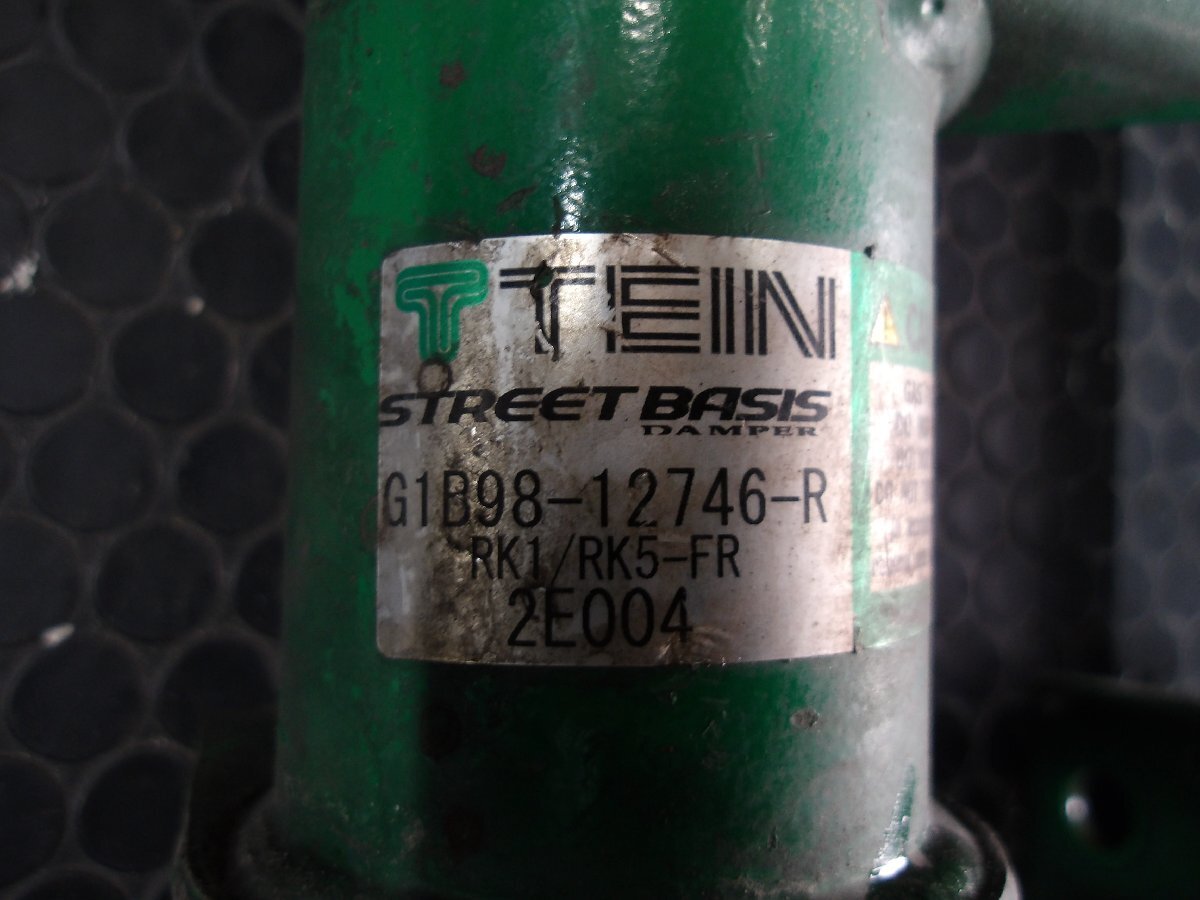 TEIN
STREET BASIS
DAMPER
G1B98-12746-R
RK1/RK5-FR
2E004